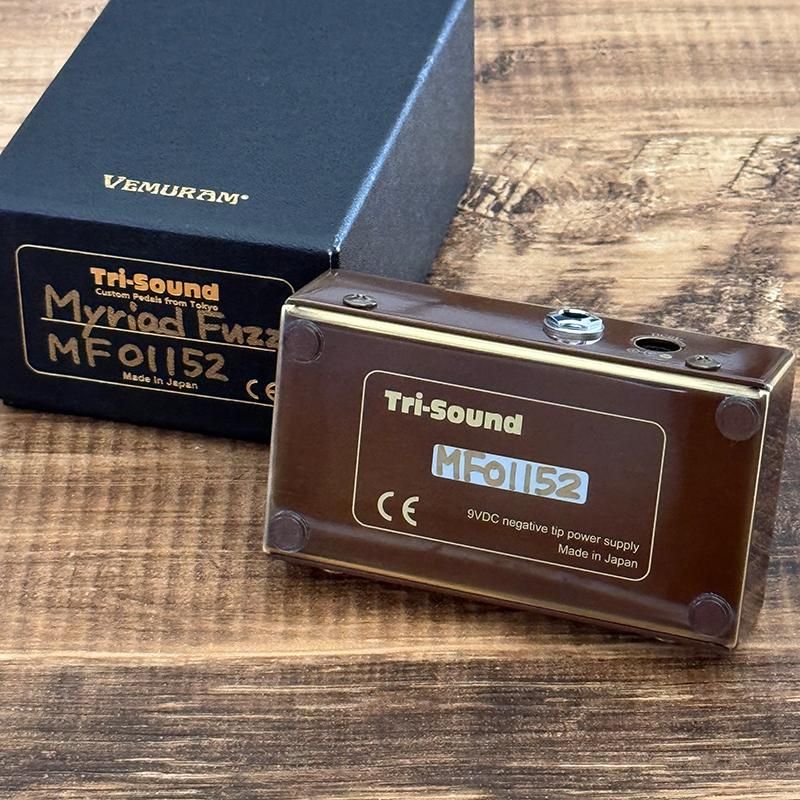 VEMURAM®
Tri-Sound
Custom Pedals from Tokyo
Myriad Fuzz
MF01152
Made in Japan
CE
Tri-Sound
MF01152
CE
9VDC negative tip power supply
Made in Japan